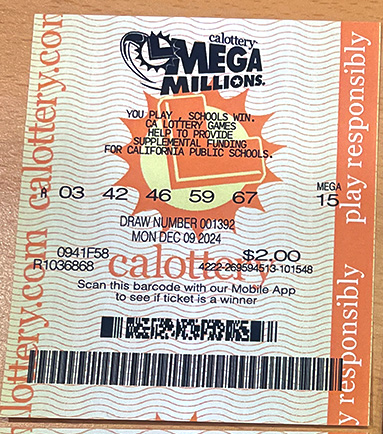 calottery
MEGA
MILLIONS.
YOU PLAY, SCHOOLS WIN.
CA LOTTERY GAMES
HELP TO PROVIDE
SUPPLEMENTAL FUNDING
FOR CALIFORNIA PUBLIC SCHOOLS.
MEGA
03 42 46 59 67 15
DRAW NUMBER 001392
MON DEC 09 2024
0941F58 $2.00
R1036868 4222-269594513-101548
calottery
Scan this barcode with our Mobile App
to see if ticket is a winner
calottery.com
lottery.com
play responsibly
y responsibly